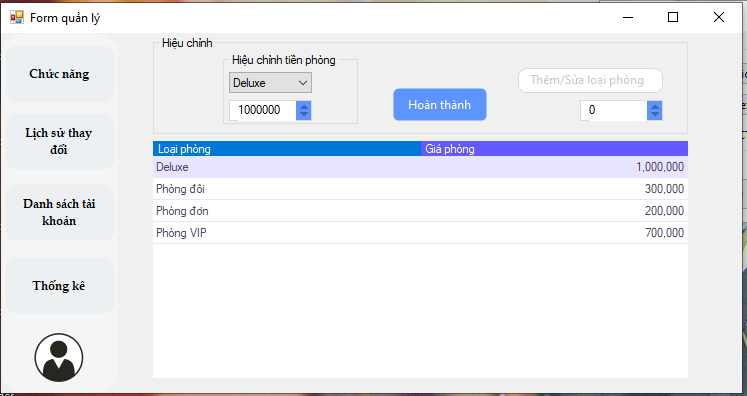 Form quản lý
Chức năng
Lịch sử thay
đổi
Danh sách tài
khoản
Thống kê
Hiệu chỉnh
Hiệu chỉnh tiền phòng
Deluxe
1000000
Hoàn thành
Thêm/Sửa loại phòng
0
Loại phòng Giá phòng
Deluxe 1,000,000
Phòng đôi 300,000
Phòng đơn 200,000
Phòng VIP 700,000